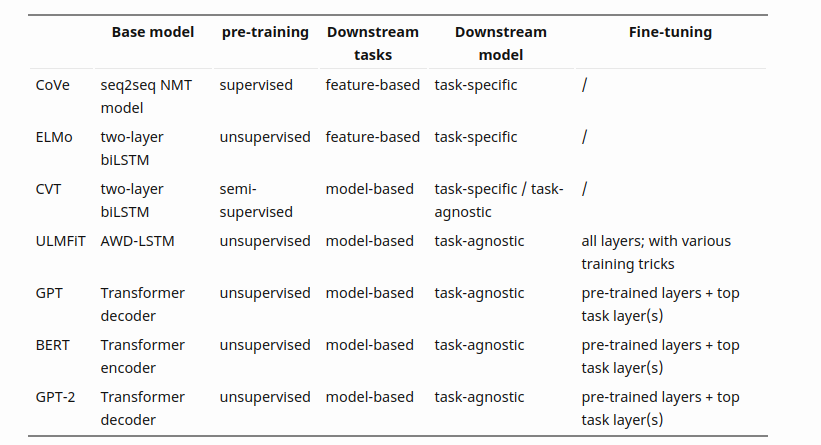 Base model pre-training Downstream tasks Downstream model Fine-tuning
CoVe seq2seq NMT model supervised feature-based task-specific /
ELMo two-layer biLSTM unsupervised feature-based task-specific /
CVT two-layer biLSTM semi-supervised model-based task-specific / task-agnostic /
ULMFiT AWD-LSTM unsupervised model-based task-agnostic all layers; with various training tricks
GPT Transformer decoder unsupervised model-based task-agnostic pre-trained layers + top task layer(s)
BERT Transformer encoder unsupervised model-based task-agnostic pre-trained layers + top task layer(s)
GPT-2 Transformer decoder unsupervised model-based task-agnostic pre-trained layers + top task layer(s)